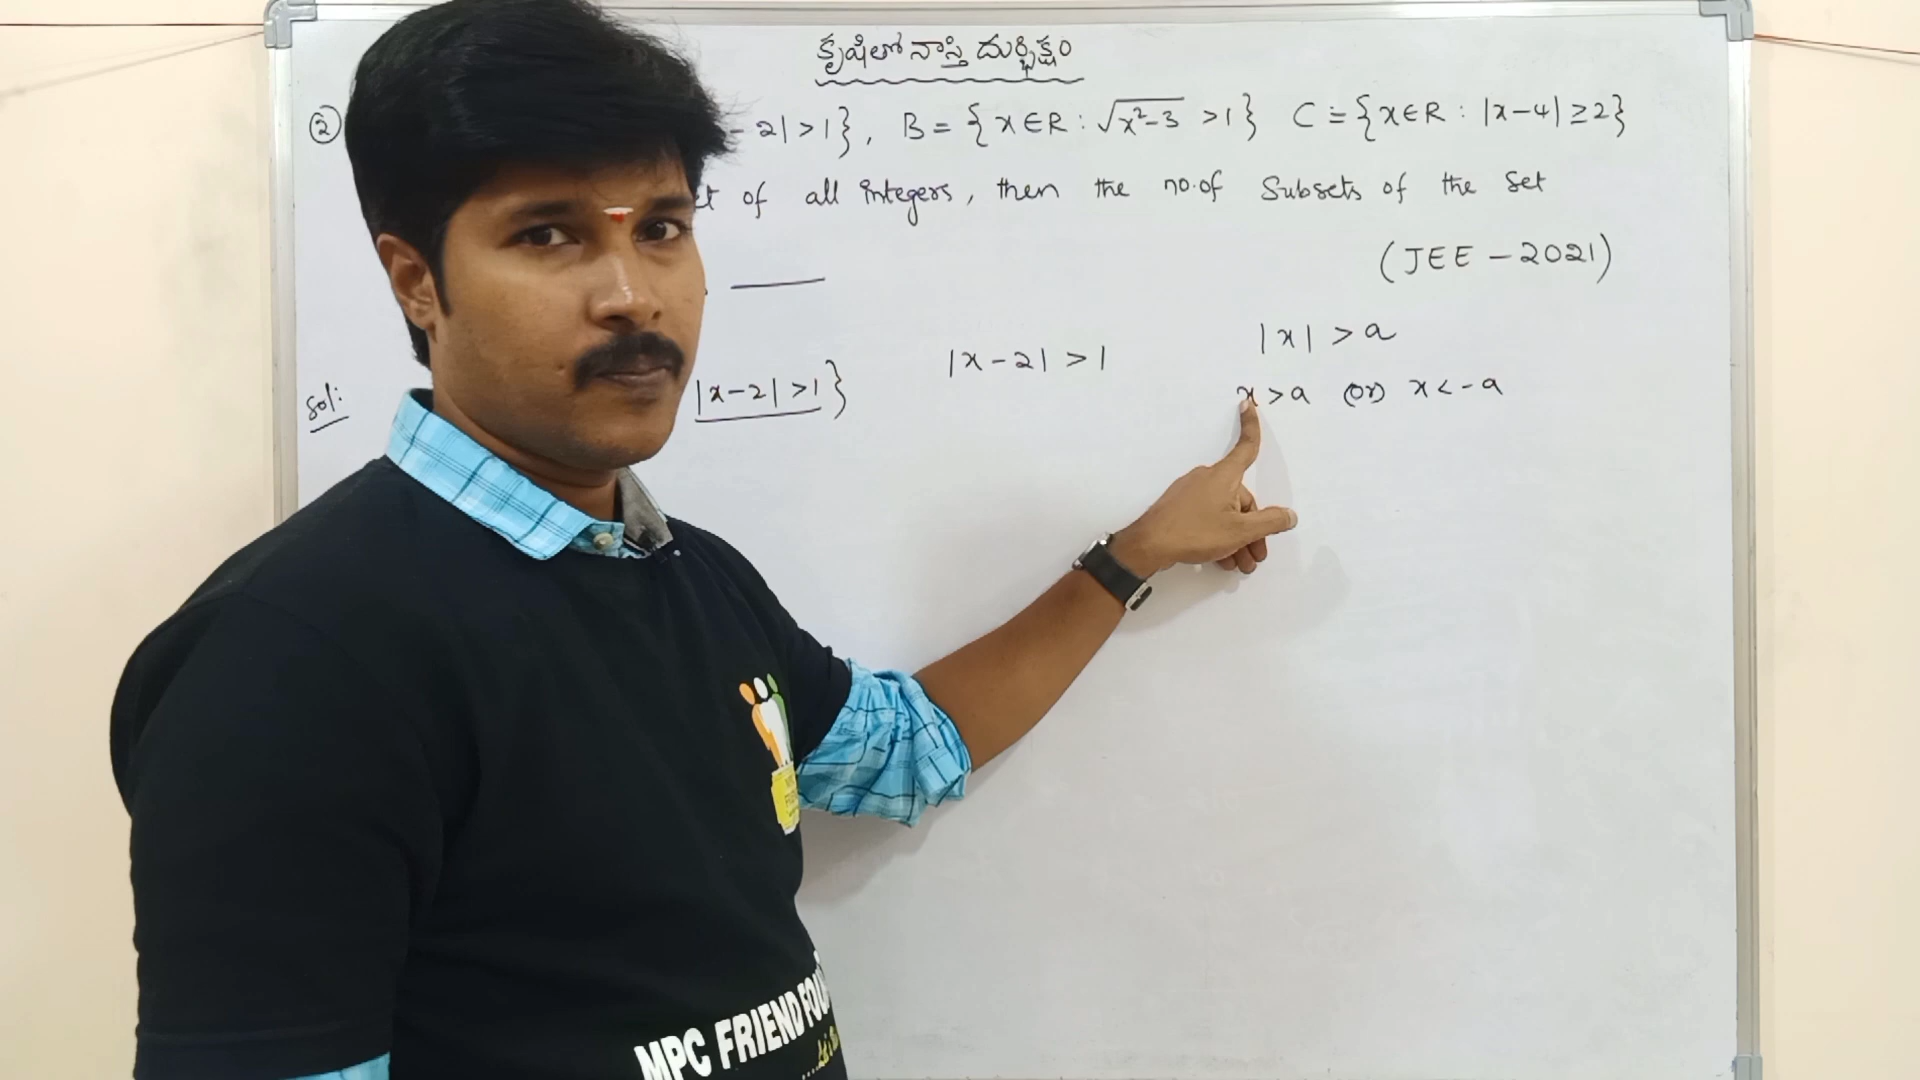 కృషితో నాస్తి దుర్భిక్షం
② - 2| > 1}, B = { x ∈ R : √x²-3 > 1} C = {x ∈ R : |x-4| ≥ 2}
of all integers, then the no. of Subsets of the Set
(JEE - 2021)
Sol: |x-2| > 1}
|x-2| > 1
|x| > a
x > a (or) x < -a
MPC FRIEND